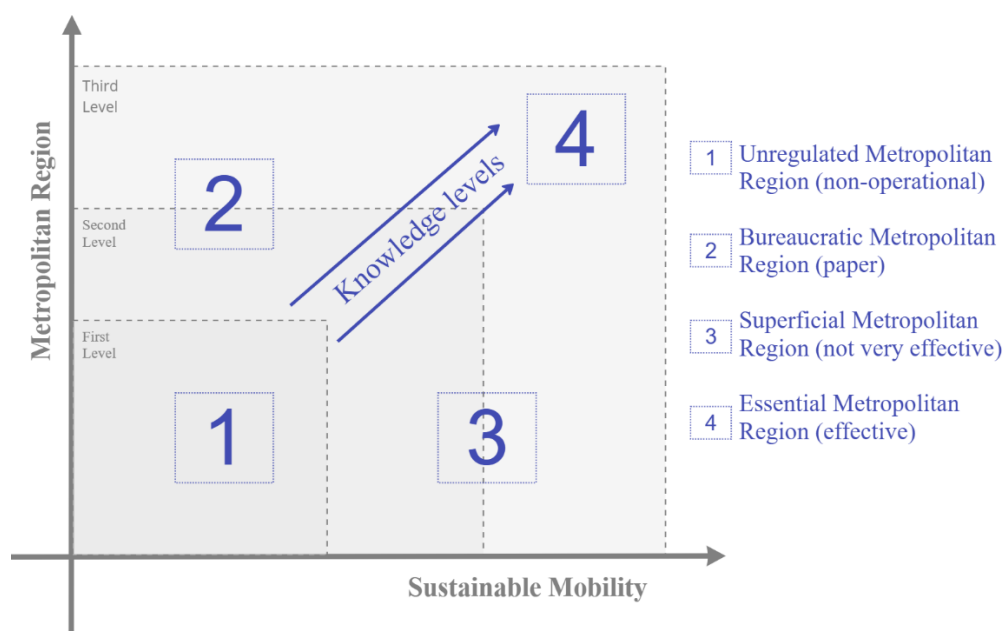 Metropolitan Region
Third
Level
Second
Level
First
Level
1
2
3
4
Knowledge levels
Sustainable Mobility
1
Unregulated Metropolitan
Region (non-operational)
2
Bureaucratic Metropolitan
Region (paper)
3
Superficial Metropolitan
Region (not very effective)
4
Essential Metropolitan
Region (effective)